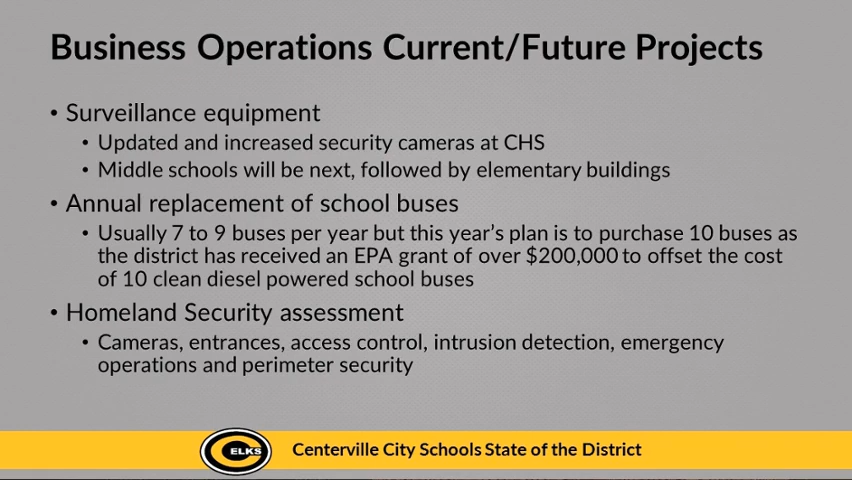 Business Operations Current/Future Projects
• Surveillance equipment
• Updated and increased security cameras at CHS
• Middle schools will be next, followed by elementary buildings
• Annual replacement of school buses
• Usually 7 to 9 buses per year but this year's plan is to purchase 10 buses as
the district has received an EPA grant of over $200,000 to offset the cost
of 10 clean diesel powered school buses
• Homeland Security assessment
• Cameras, entrances, access control, intrusion detection, emergency
operations and perimeter security
ELKS
Centerville City Schools State of the District